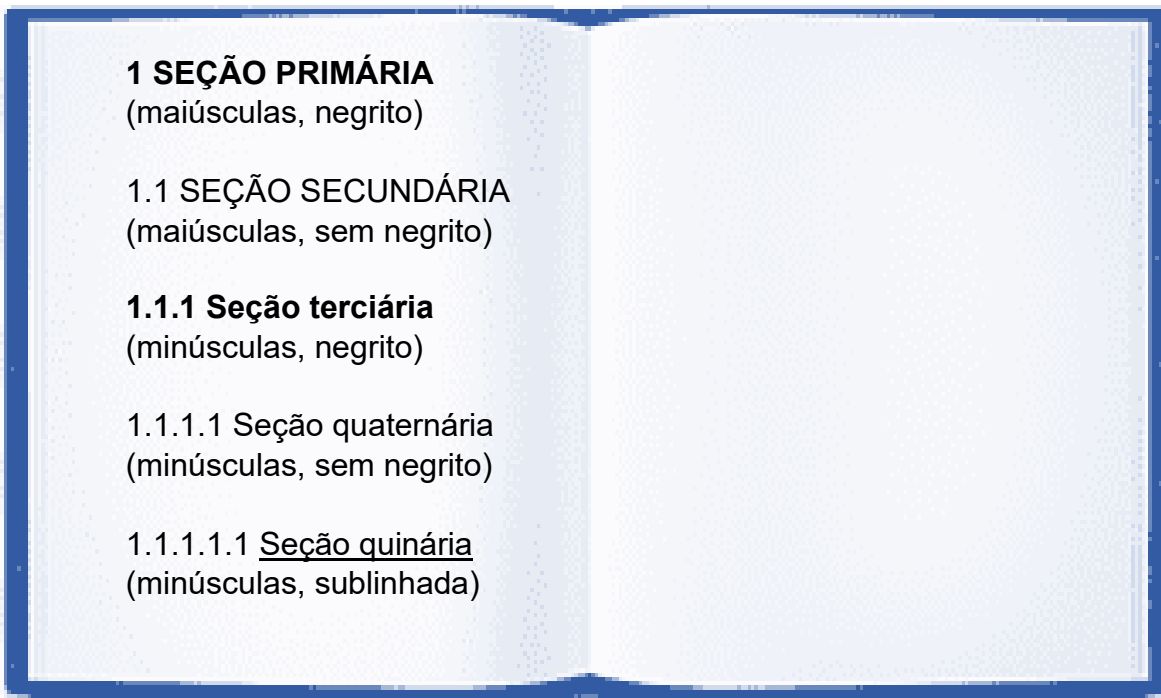 1 SEÇÃO PRIMÁRIA
(maiúsculas, negrito)
1.1 SEÇÃO SECUNDÁRIA
(maiúsculas, sem negrito)
1.1.1 Seção terciária
(minúsculas, negrito)
1.1.1.1 Seção quaternária
(minúsculas, sem negrito)
1.1.1.1.1 Seção quinária
(minúsculas, sublinhada)